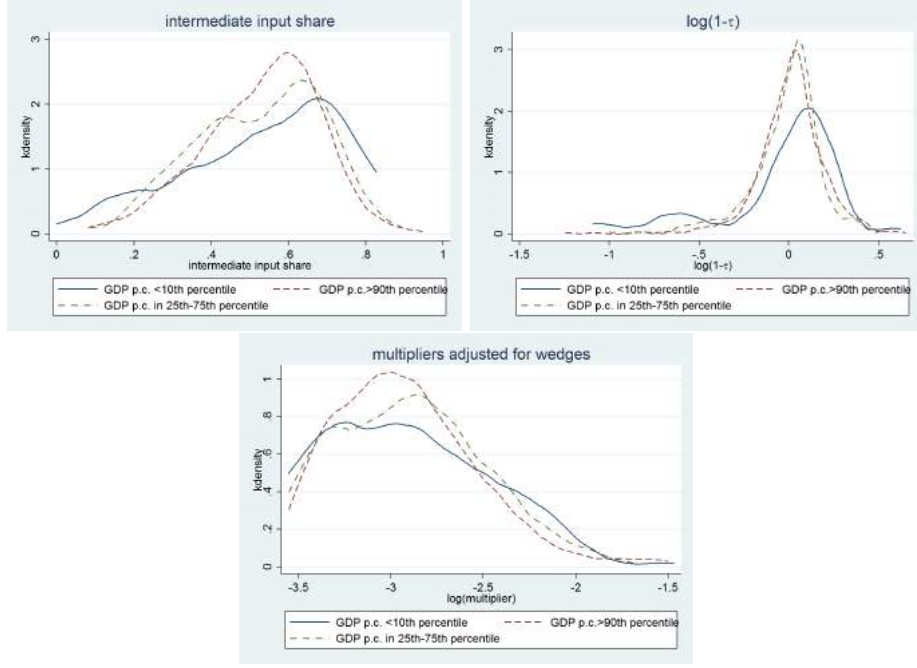 intermediate input share
3
2
1
0
kdensity
0 .2 .4 .6 .8 1
intermediate input share
GDP p.c. <10th percentile GDP p.c.>90th percentile
GDP p.c. in 25th-75th percentile
log(1-τ)
3
2
1
0
kdensity
-1.5 -1 -.5 0 .5
log(1-τ)
GDP p.c. <10th percentile GDP p.c.>90th percentile
GDP p.c. in 25th-75th percentile
multipliers adjusted for wedges
1
.8
.6
.4
.2
0
kdensity
-3.5 -3 -2.5 -2 -1.5
log(multiplier)
GDP p.c. <10th percentile GDP p.c.>90th percentile
GDP p.c. in 25th-75th percentile